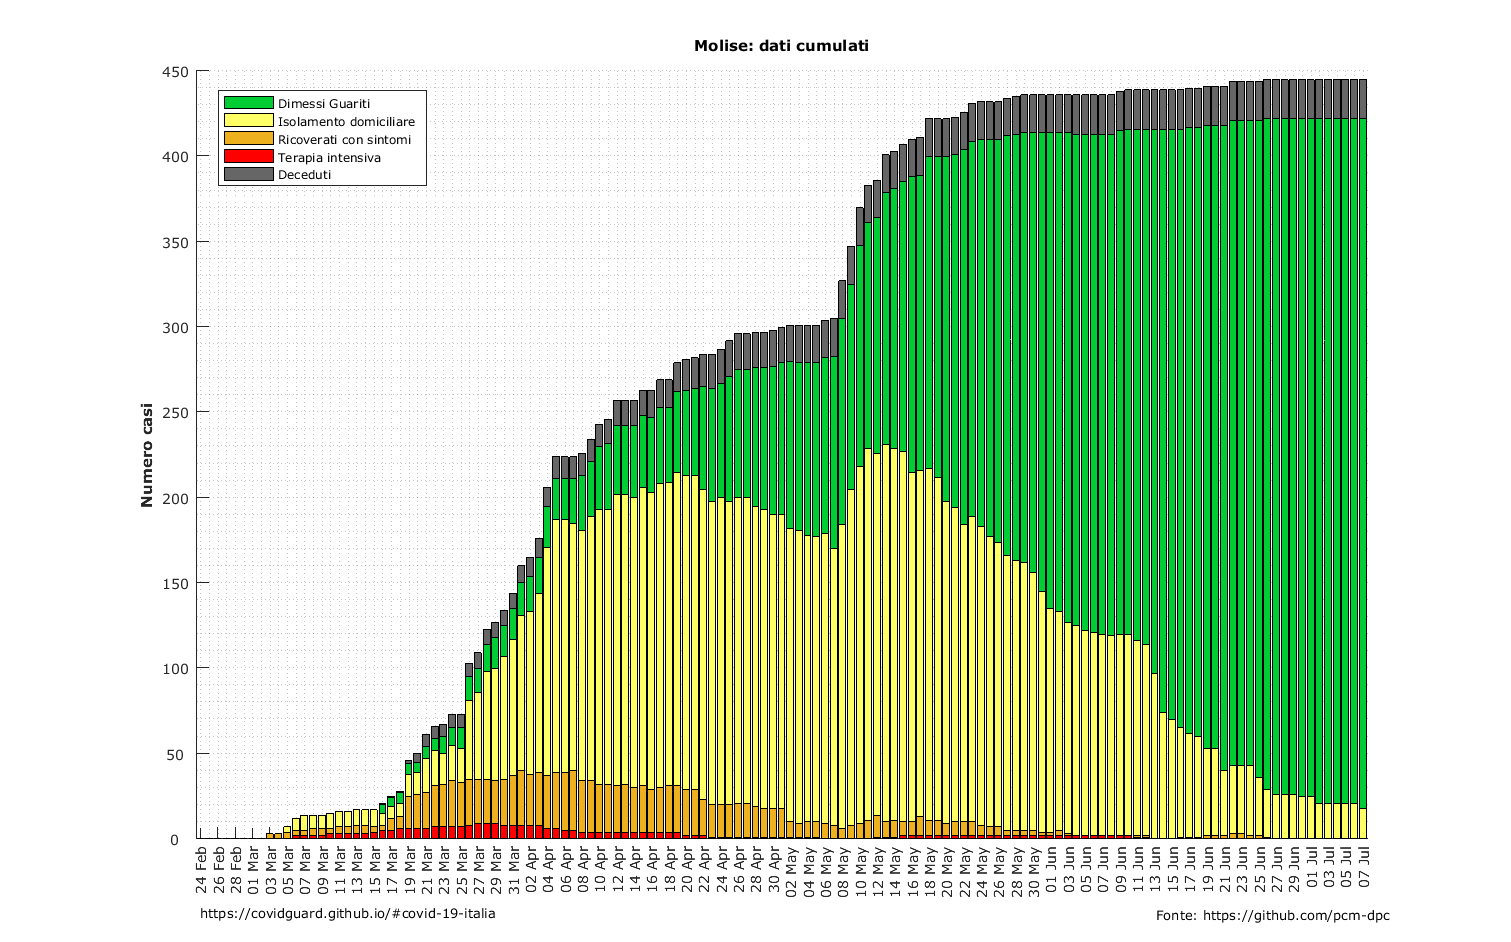 Molise: dati cumulati
450
400
350
300
250
200
150
100
50
0
Numero casi
Dimessi Guariti
Isolamento domiciliare
Ricoverati con sintomi
Terapia intensiva
Deceduti
24 Feb
26 Feb
28 Feb
01 Mar
03 Mar
05 Mar
07 Mar
09 Mar
11 Mar
13 Mar
15 Mar
17 Mar
19 Mar
21 Mar
23 Mar
25 Mar
27 Mar
29 Mar
31 Mar
02 Apr
04 Apr
06 Apr
08 Apr
10 Apr
12 Apr
14 Apr
16 Apr
18 Apr
20 Apr
22 Apr
24 Apr
26 Apr
28 Apr
30 Apr
02 May
04 May
06 May
08 May
10 May
12 May
14 May
16 May
18 May
20 May
22 May
24 May
26 May
28 May
30 May
01 Jun
03 Jun
05 Jun
07 Jun
09 Jun
11 Jun
13 Jun
15 Jun
17 Jun
19 Jun
21 Jun
23 Jun
25 Jun
27 Jun
29 Jun
01 Jul
03 Jul
05 Jul
07 Jul
https://covidguard.github.io/#covid-19-italia
Fonte: https://github.com/pcm-dpc